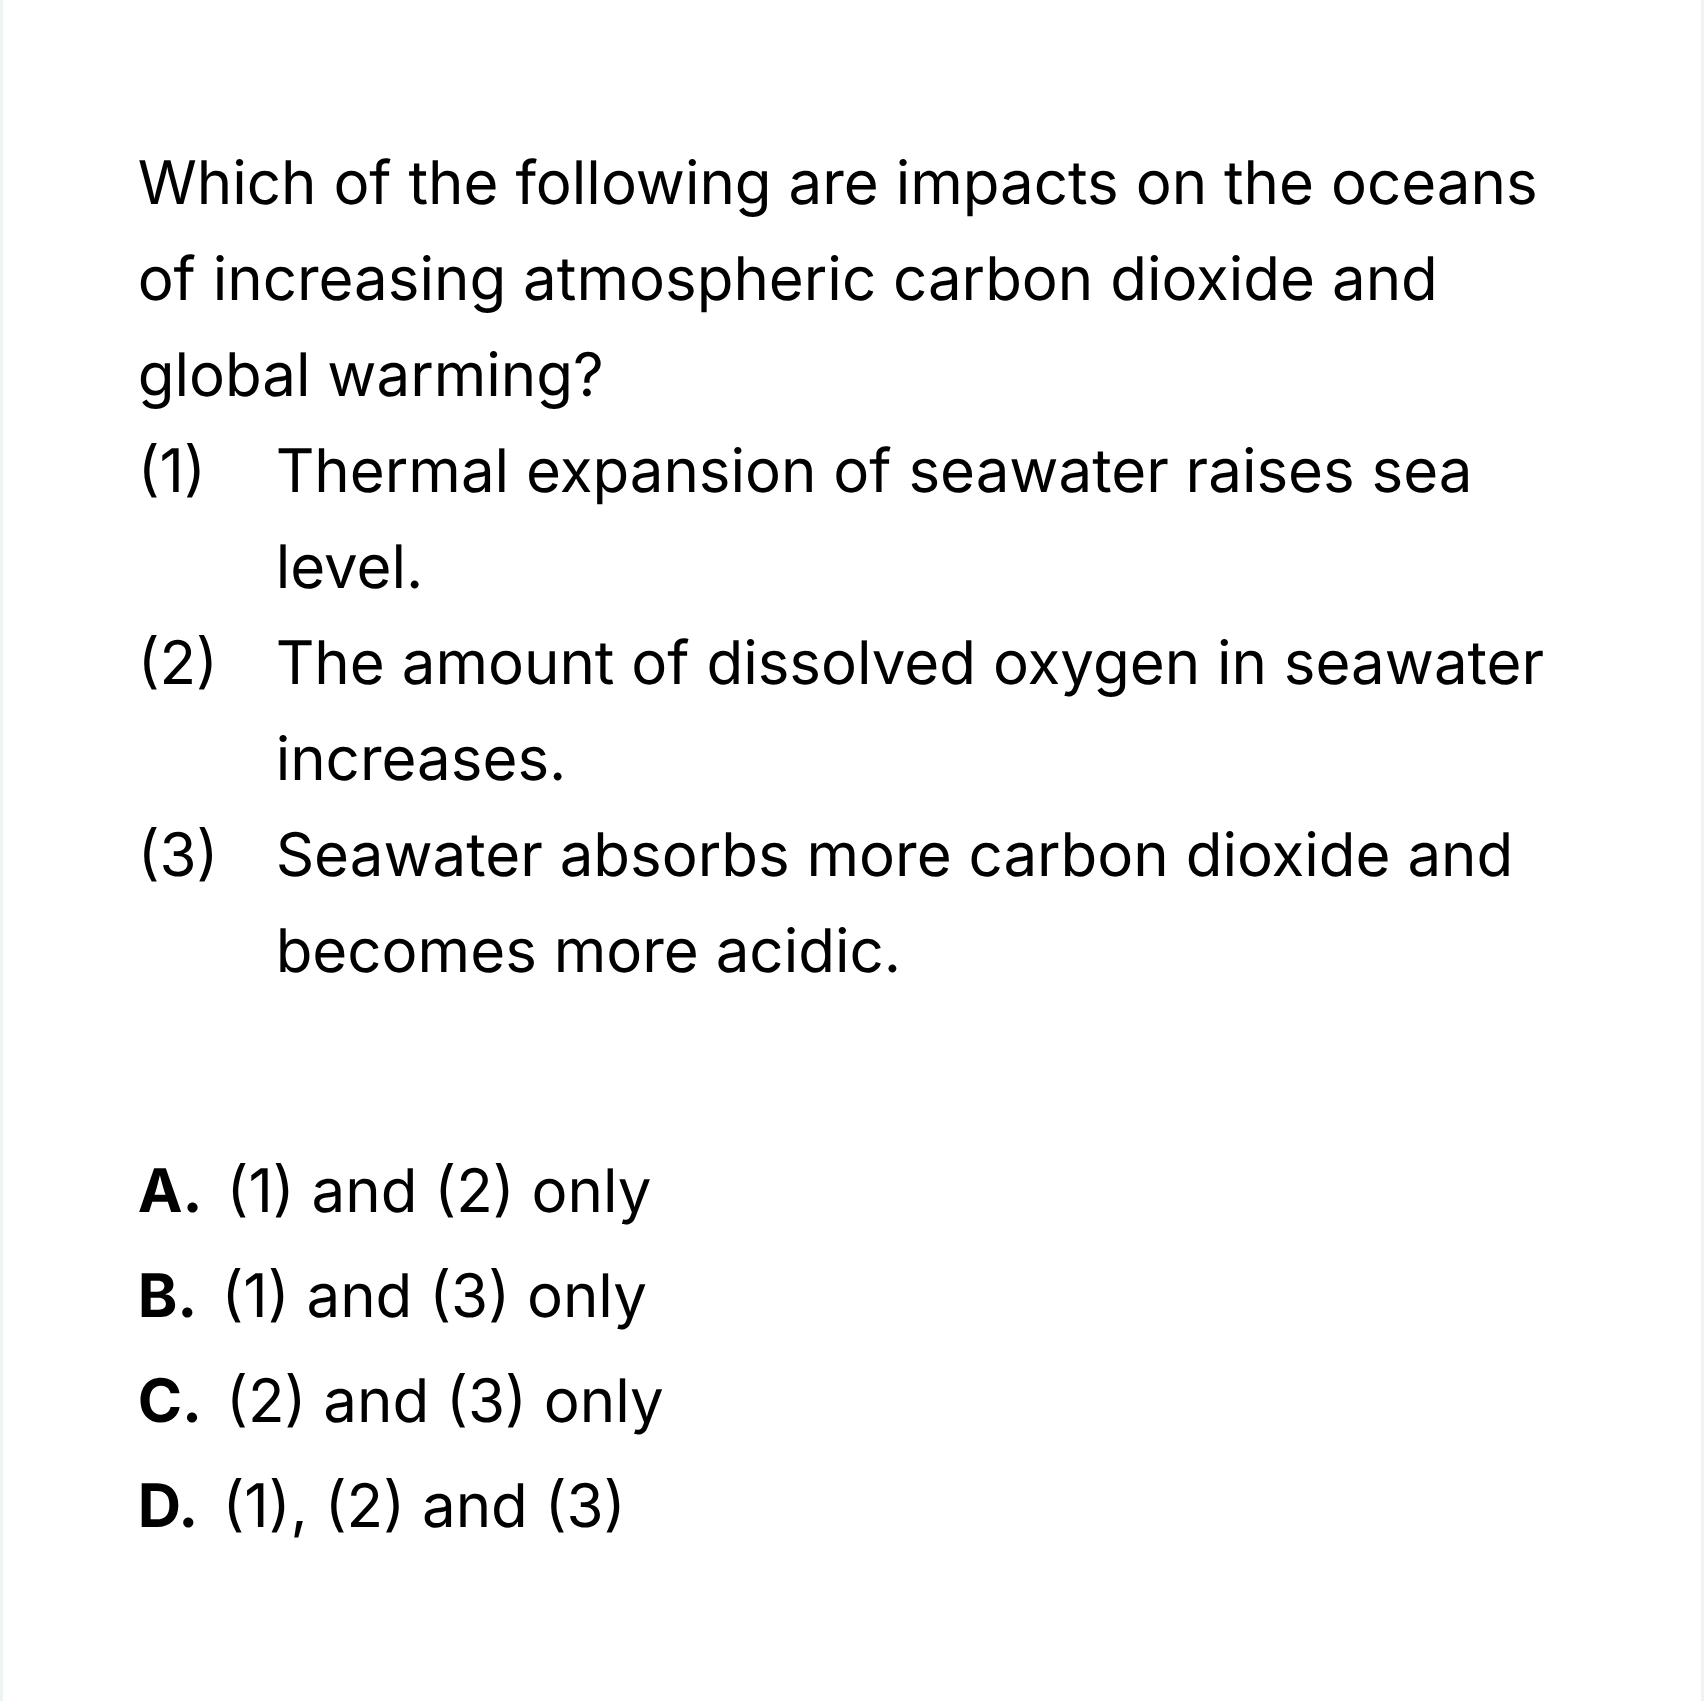 Which of the following are impacts on the oceans
of increasing atmospheric carbon dioxide and
global warming?
(1) Thermal expansion of seawater raises sea
level.
(2) The amount of dissolved oxygen in seawater
increases.
(3) Seawater absorbs more carbon dioxide and
becomes more acidic.
A. (1) and (2) only
B. (1) and (3) only
C. (2) and (3) only
D. (1), (2) and (3)